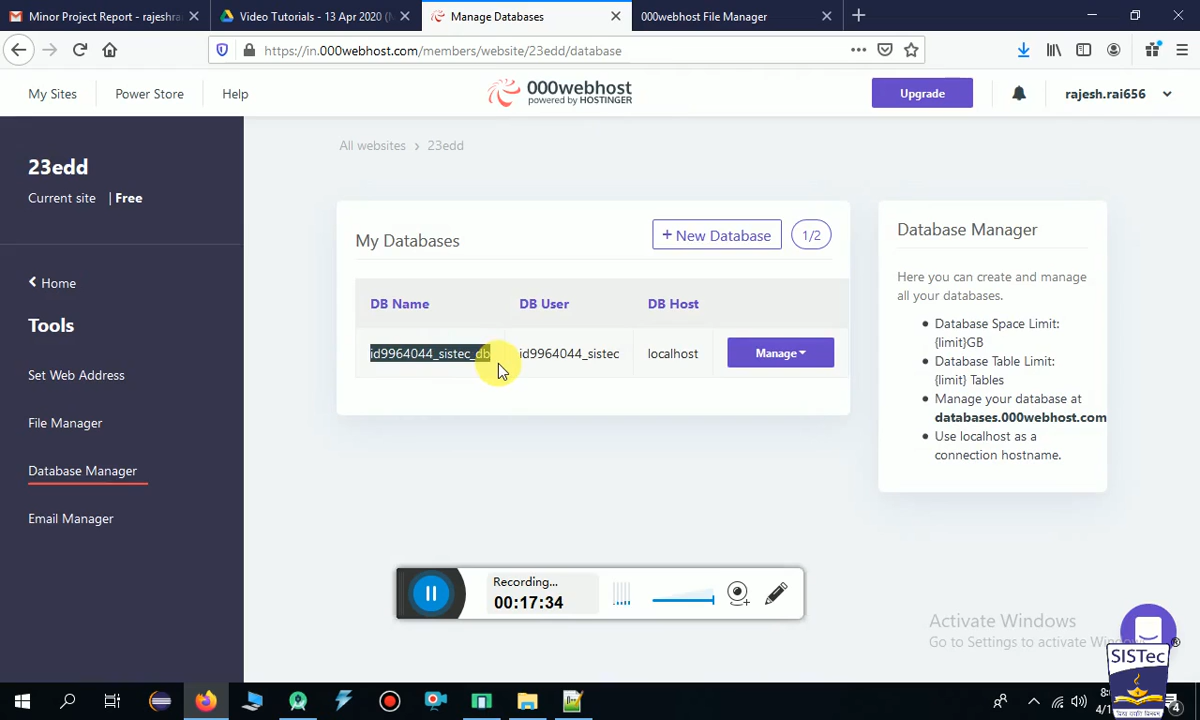 Minor Project Report - rajeshra
Video Tutorials - 13 Apr 2020 (
Manage Databases
000webhost File Manager
https://in.000webhost.com/members/website/23edd/database
My Sites
Power Store
Help
000webhost
powered by HOSTINGER
Upgrade
rajesh.rai656
23edd
Current site | Free
Home
Tools
Set Web Address
File Manager
Database Manager
Email Manager
All websites > 23edd
My Databases
+ New Database
1/2
DB Name DB User DB Host
id9964044_sistec_db id9964044_sistec localhost Manage
Database Manager
Here you can create and manage
all your databases.
Database Space Limit:
{limit}GB
Database Table Limit:
{limit} Tables
Manage your database at
databases.000webhost.com
Use localhost as a
connection hostname.
Recording...
00:17:34
Activate Windows
Go to Settings to activate
SISTec
®
4